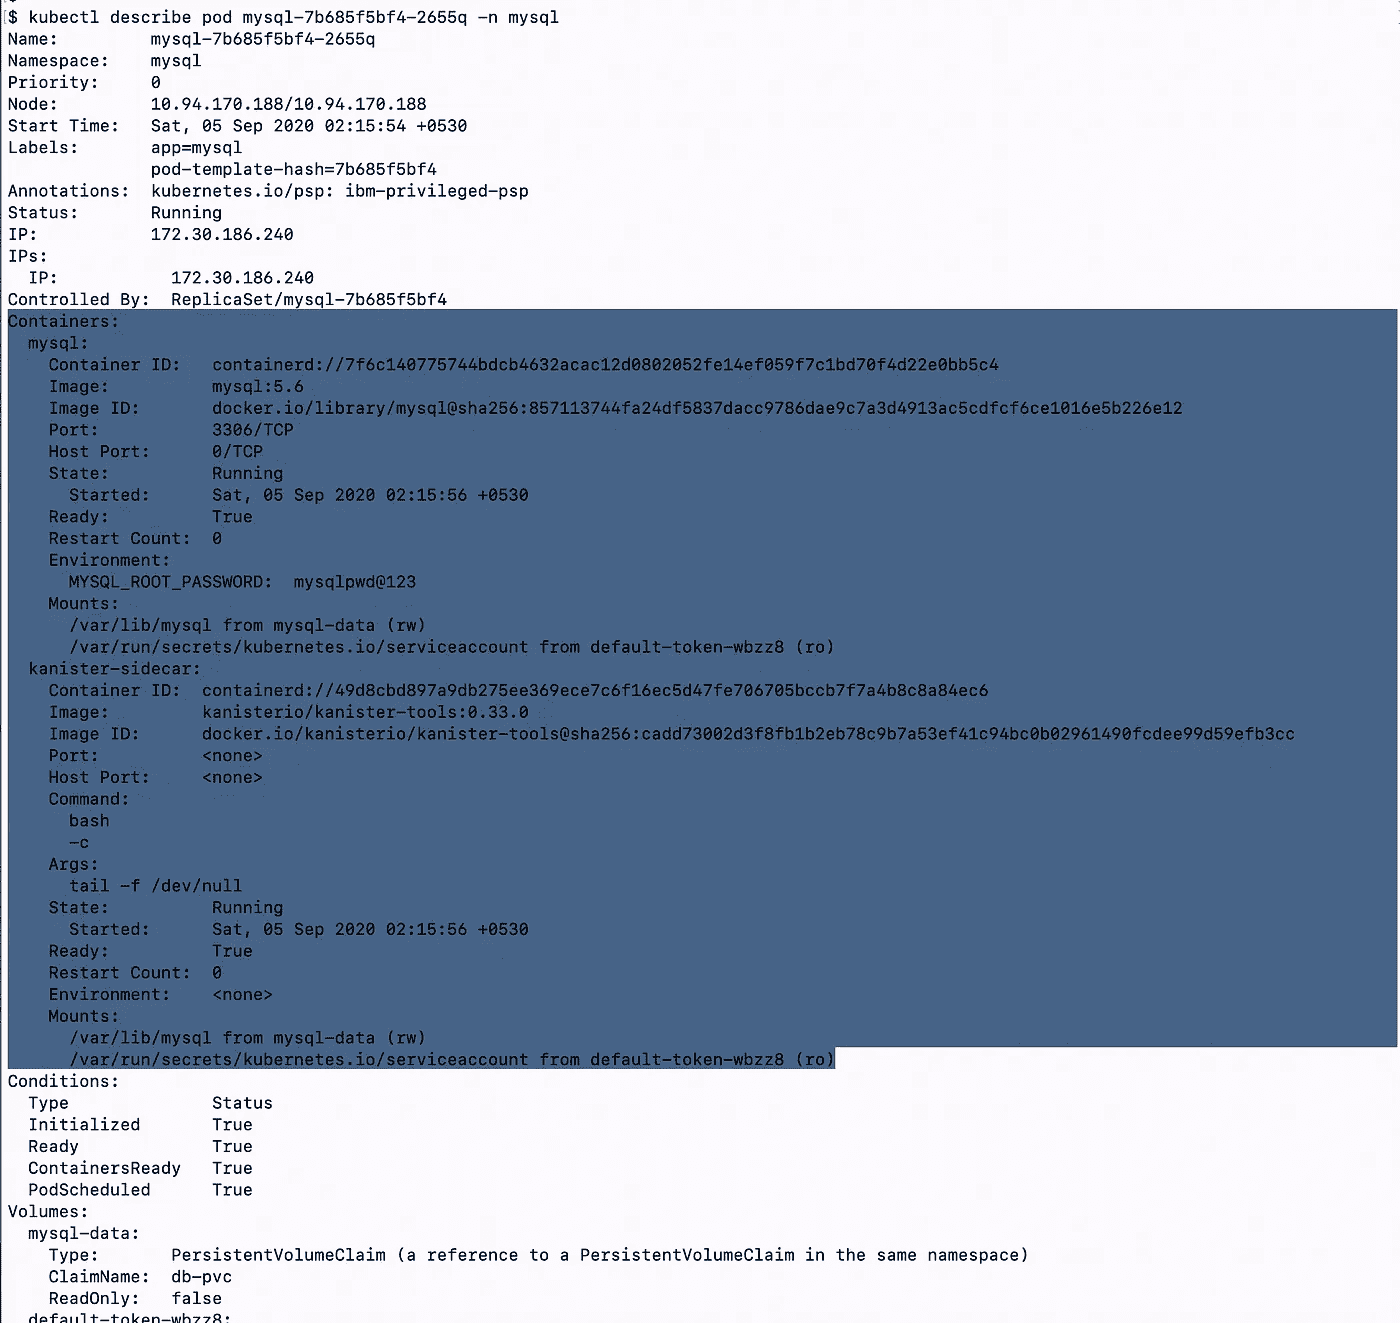 $ kubectl describe pod mysql-7b685f5bf4-2655q -n mysql
Name:         mysql-7b685f5bf4-2655q
Namespace:    mysql
Priority:     0
Node:         10.94.170.188/10.94.170.188
Start Time:   Sat, 05 Sep 2020 02:15:54 +0530
Labels:       app=mysql
              pod-template-hash=7b685f5bf4
Annotations:  kubernetes.io/psp: ibm-privileged-psp
Status:       Running
IP:           172.30.186.240
IPs:
  IP:           172.30.186.240
Controlled By:  ReplicaSet/mysql-7b685f5bf4
Containers:
  mysql:
    Container ID:   containerd://7f6c140775744bdcb4632acac12d0802052fe14ef059f7c1bd70f4d22e0bb5c4
    Image:          mysql:5.6
    Image ID:       docker.io/library/mysql@sha256:857113744fa24df5837dacc9786dae9c7a3d4913ac5cdfcf6ce1016e5b226e12
    Port:           3306/TCP
    Host Port:      0/TCP
    State:          Running
      Started:      Sat, 05 Sep 2020 02:15:56 +0530
    Ready:          True
    Restart Count:  0
    Environment:
      MYSQL_ROOT_PASSWORD:  mysqlpwd@123
    Mounts:
      /var/lib/mysql from mysql-data (rw)
      /var/run/secrets/kubernetes.io/serviceaccount from default-token-wbzz8 (ro)
  kanister-sidecar:
    Container ID:  containerd://49d8cbd897a9db275ee369ece7c6f16ec5d47fe706705bccb7f7a4b8c8a84ec6
    Image:         kanisterio/kanister-tools:0.33.0
    Image ID:      docker.io/kanisterio/kanister-tools@sha256:cadd73002d3f8fb1b2eb78c9b7a53ef41c94bc0b02961490fcdee99d59efb3cc
    Port:          <none>
    Host Port:     <none>
    Command:
      bash
      -c
    Args:
      tail -f /dev/null
    State:          Running
      Started:      Sat, 05 Sep 2020 02:15:56 +0530
    Ready:          True
    Restart Count:  0
    Environment:    <none>
    Mounts:
      /var/lib/mysql from mysql-data (rw)
      /var/run/secrets/kubernetes.io/serviceaccount from default-token-wbzz8 (ro)
Conditions:
  Type              Status
  Initialized       True
  Ready             True
  ContainersReady   True
  PodScheduled      True
Volumes:
  mysql-data:
    Type:       PersistentVolumeClaim (a reference to a PersistentVolumeClaim in the same namespace)
    ClaimName:  db-pvc
    ReadOnly:   false
  default-token-wbzz8: